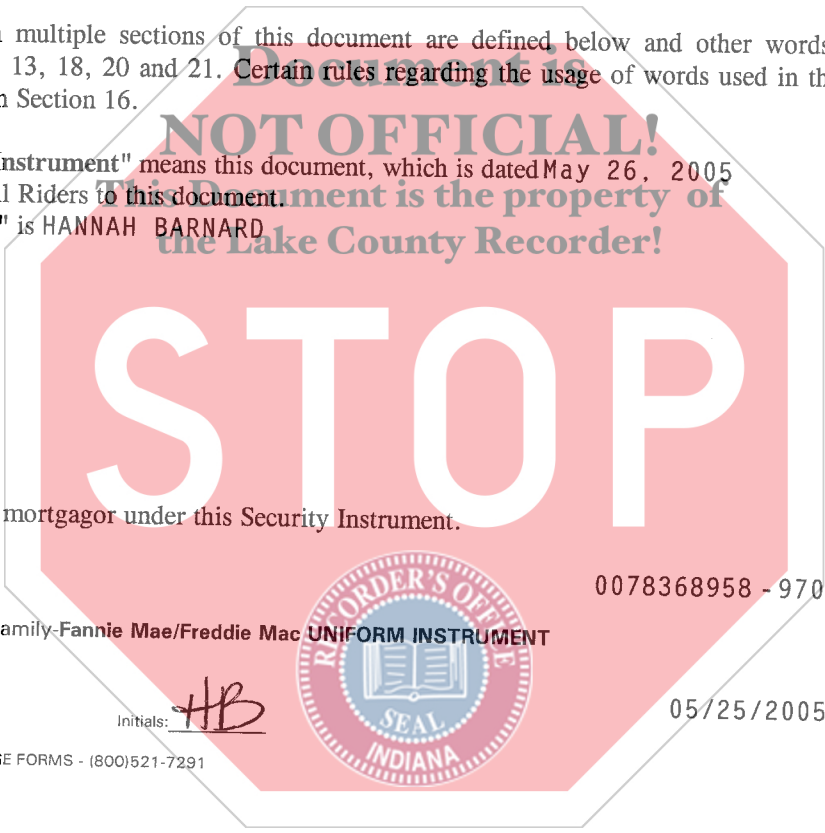 multiple sections of this document are defined below and other words
13, 18, 20 and 21. Certain rules regarding the usage of words used in th
Section 16.
Document is
NOT OFFICIAL!
Instrument" means this document, which is dated May 26, 2005
l Riders to this document.
This Document is the property of
" is HANNAH BARNARD
the Lake County Recorder!
STOP
mortgagor under this Security Instrument.
0078368958 - 970
amily-Fannie Mae/Freddie Mac UNIFORM INSTRUMENT
RECORDER'S OFFICE
SEAL
INDIANA
Initials: HB
05/25/2005
E FORMS - (800)521-7291